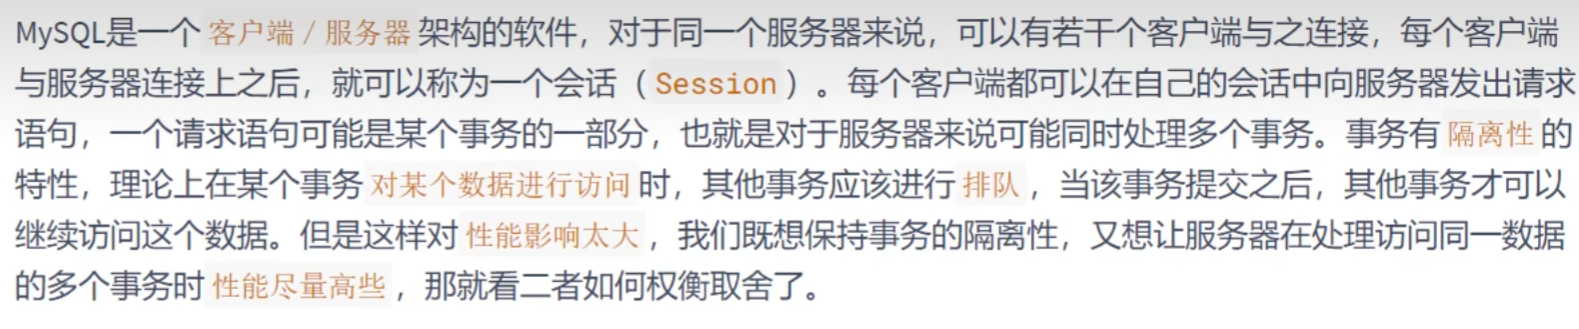 MySQL是一个 客户端 / 服务器 架构的软件，对于同一个服务器来说，可以有若干个客户端与之连接，每个客户端
与服务器连接上之后，就可以称为一个会话（ Session ）。每个客户端都可以在自己的会话中向服务器发出请求
语句，一个请求语句可能是某个事务的一部分，也就是对于服务器来说可能同时处理多个事务。事务有 隔离性 的
特性，理论上在某个事务 对某个数据进行访问 时，其他事务应该进行 排队 ，当该事务提交之后，其他事务才可以
继续访问这个数据。但是这样对 性能影响太大 ，我们既想保持事务的隔离性，又想让服务器在处理访问同一数据
的多个事务时 性能尽量高些 ，那就看二者如何权衡取舍了。